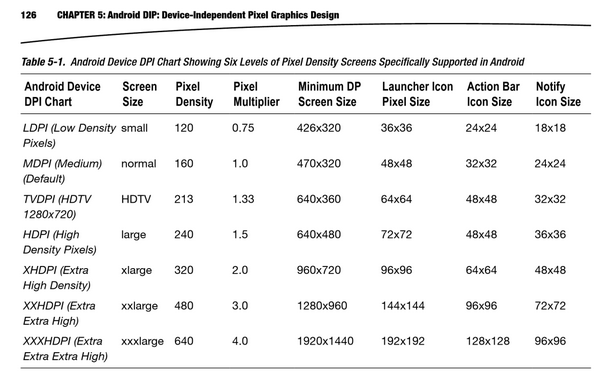 126 CHAPTER 5: Android DIP: Device-Independent Pixel Graphics Design
Table 5-1. Android Device DPI Chart Showing Six Levels of Pixel Density Screens Specifically Supported in Android
Android Device Screen Pixel Pixel Minimum DP Launcher Icon Action Bar Notify
DPI Chart Size Density Multiplier Screen Size Pixel Size Icon Size Icon Size
LDPI (Low Density small 120 0.75 426x320 36x36 24x24 18x18
Pixels)
MDPI (Medium) normal 160 1.0 470x320 48x48 32x32 24x24
(Default)
TVDPI (HDTV HDTV 213 1.33 640x360 64x64 48x48 32x32
1280x720)
HDPI (High large 240 1.5 640x480 72x72 48x48 36x36
Density Pixels)
XHDPI (Extra xlarge 320 2.0 960x720 96x96 64x64 48x48
High Density)
XXHDPI (Extra xxlarge 480 3.0 1280x960 144x144 96x96 72x72
Extra High)
XXXHDPI (Extra xxxlarge 640 4.0 1920x1440 192x192 128x128 96x96
Extra Extra High)